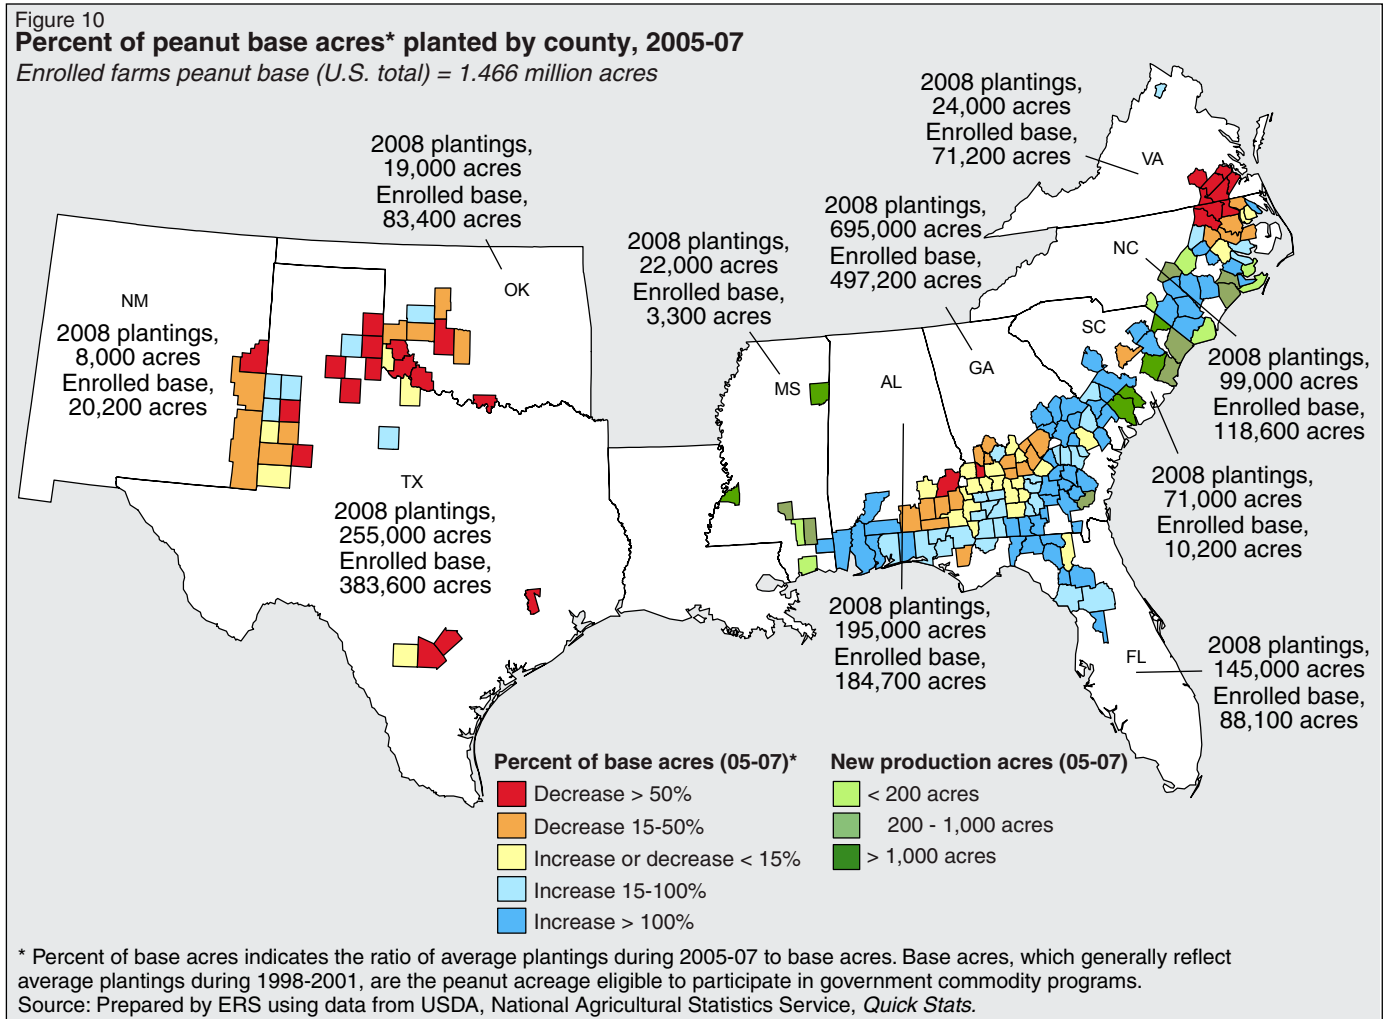 Figure 10
Percent of peanut base acres* planted by county, 2005-07
Enrolled farms peanut base (U.S. total) = 1.466 million acres
2008 plantings,
24,000 acres
Enrolled base,
71,200 acres
VA
2008 plantings,
19,000 acres
Enrolled base,
83,400 acres
OK
2008 plantings,
695,000 acres
Enrolled base,
497,200 acres
GA
2008 plantings,
22,000 acres
Enrolled base,
3,300 acres
MS
NM
2008 plantings,
8,000 acres
Enrolled base,
20,200 acres
NC
2008 plantings,
99,000 acres
Enrolled base,
118,600 acres
SC
2008 plantings,
71,000 acres
Enrolled base,
10,200 acres
AL
2008 plantings,
195,000 acres
Enrolled base,
184,700 acres
TX
2008 plantings,
255,000 acres
Enrolled base,
383,600 acres
FL
2008 plantings,
145,000 acres
Enrolled base,
88,100 acres
Percent of base acres (05-07)*
Decrease > 50%
Decrease 15-50%
Increase or decrease < 15%
Increase 15-100%
Increase > 100%
New production acres (05-07)
< 200 acres
200 - 1,000 acres
> 1,000 acres
* Percent of base acres indicates the ratio of average plantings during 2005-07 to base acres. Base acres, which generally reflect
average plantings during 1998-2001, are the peanut acreage eligible to participate in government commodity programs.
Source: Prepared by ERS using data from USDA, National Agricultural Statistics Service, Quick Stats.